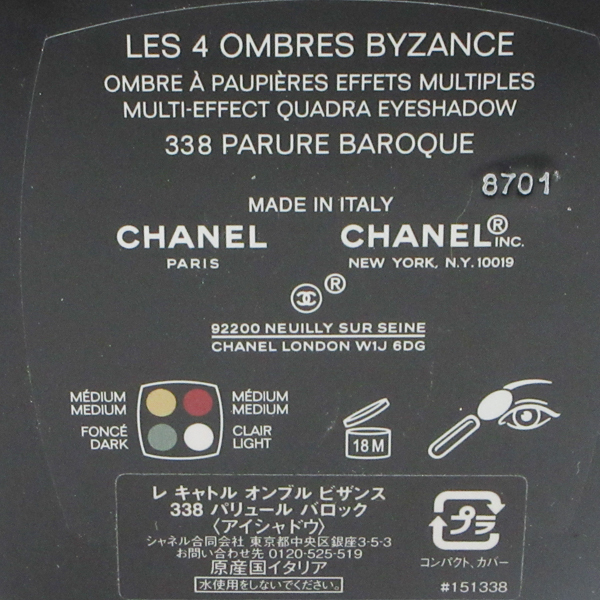 LES 4 OMBRES BYZANCE
OMBRE À PAUPIÈRES EFFETS MULTIPLES
MULTI-EFFECT QUADRA EYESHADOW
338 PARURE BAROQUE
8701
MADE IN ITALY
CHANEL CHANEL® INC.
PARIS NEW YORK, N.Y. 10019
®
92200 NEUILLY SUR SEINE
CHANEL LONDON W1J 6DG
MÉDIUM MÉDIUM
MEDIUM MEDIUM
FONCÉ CLAIR
DARK LIGHT
18 M
レ キャトル オンブル ビザンス
338 パリュール バロック
〈アイシャドウ〉
シャネル合同会社 東京都中央区銀座3-5-3
お問い合わせ先 0120-525-519
原産国イタリア
水使用をしないでください。
プラ
コンパクト、カバー
#151338